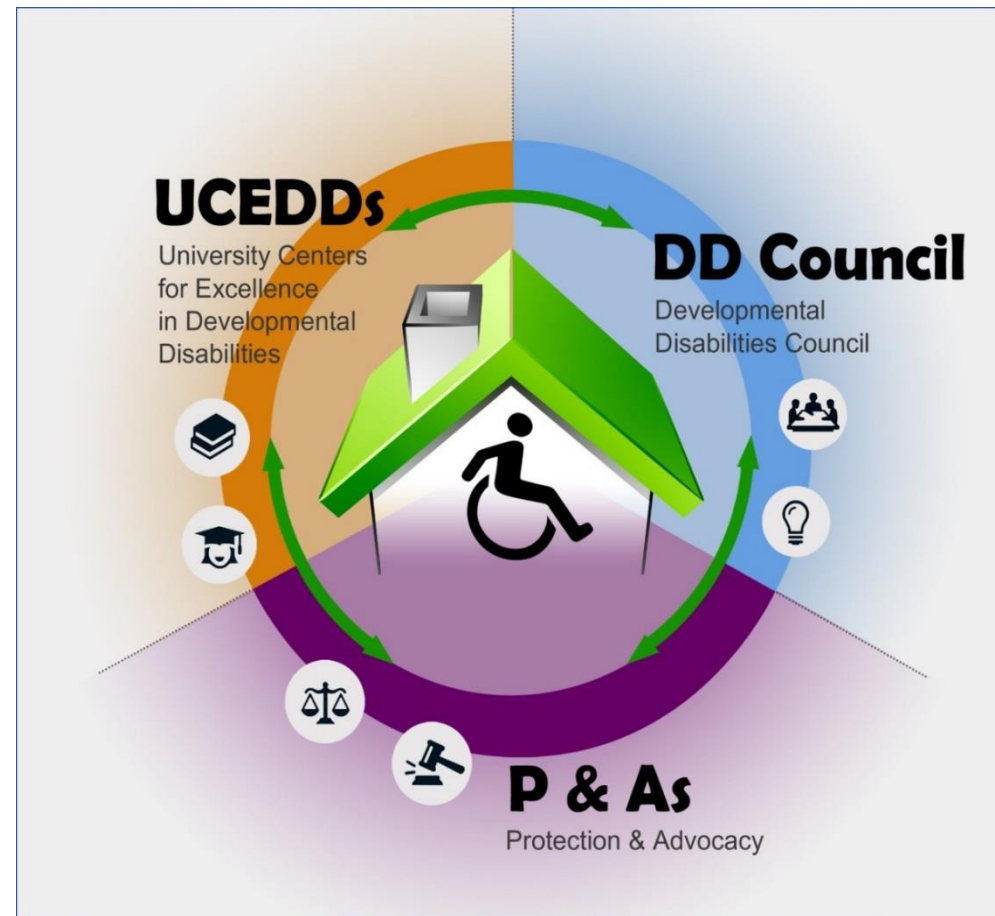 UCEDDs
University Centers
for Excellence
in Developmental
Disabilities
DD Council
Developmental
Disabilities Council
P & As
Protection & Advocacy